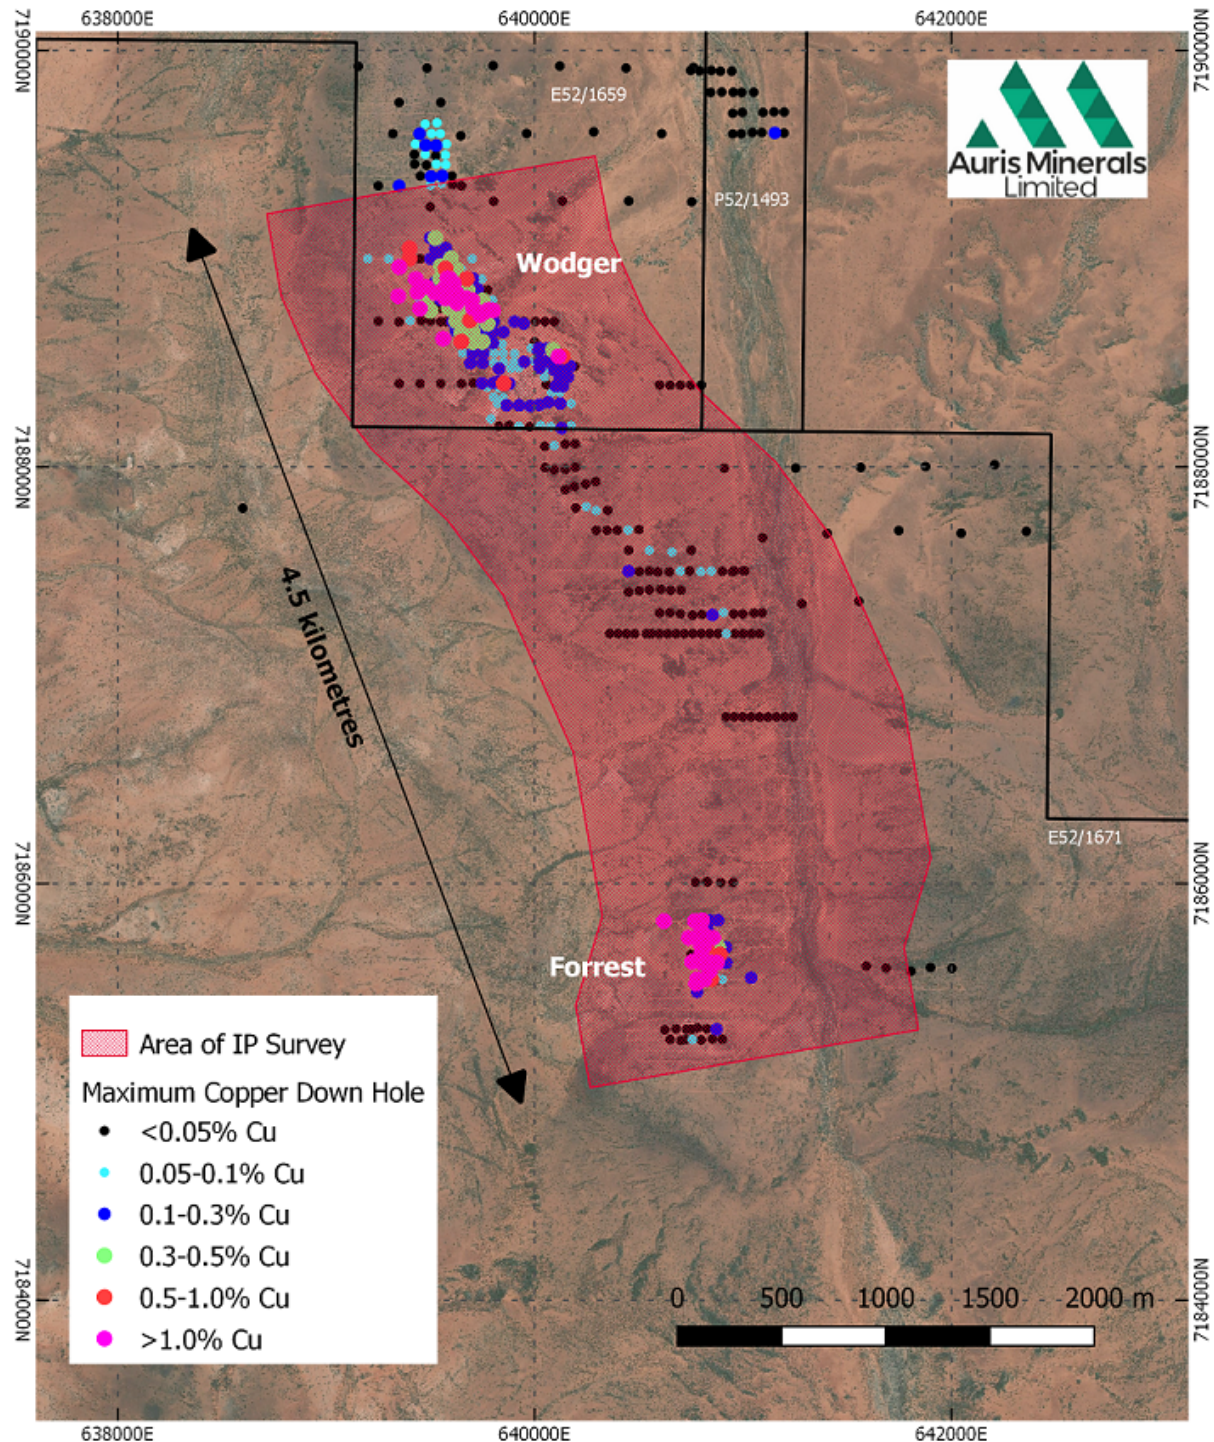 638000E
640000E
642000E
7190000N
7190000N
E52/1659
Auris Minerals
Limited
P52/1493
Wodger
7188000N
7188000N
4.5 kilometres
E52/1671
7186000N
7186000N
Forrest
Area of IP Survey
Maximum Copper Down Hole
<0.05% Cu
0.05-0.1% Cu
0.1-0.3% Cu
0.3-0.5% Cu
0.5-1.0% Cu
>1.0% Cu
0 500 1000 1500 2000 m
7184000N
7184000N
638000E
640000E
642000E